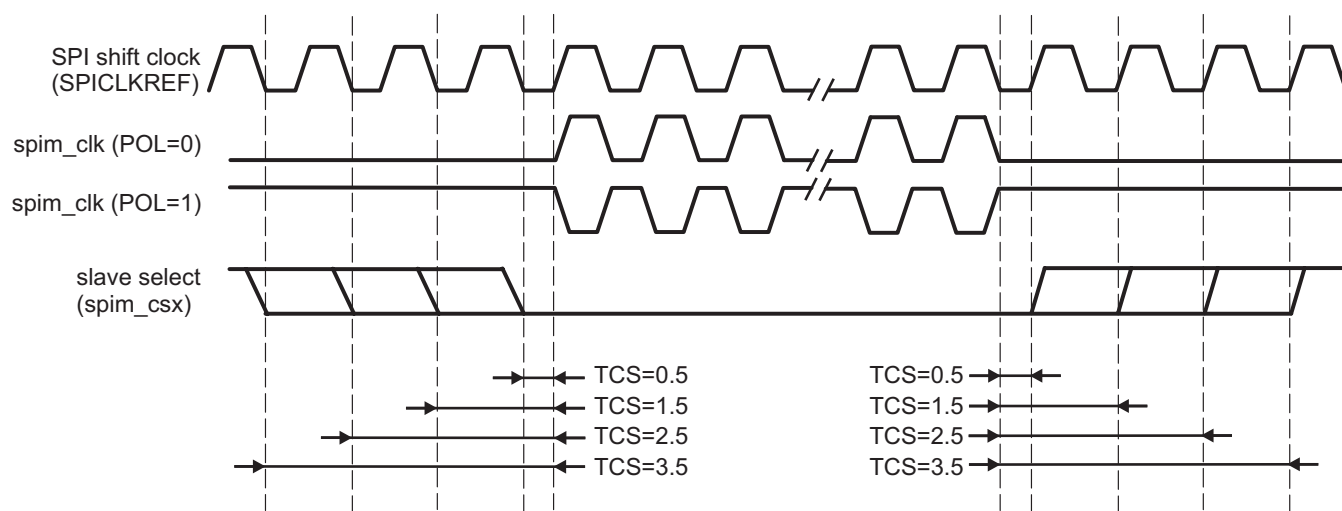 SPI shift clock
(SPICLKREF)
spim_clk (POL=0)
spim_clk (POL=1)
slave select
(spim_csx)
TCS=0.5
TCS=1.5
TCS=2.5
TCS=3.5
TCS=0.5
TCS=1.5
TCS=2.5
TCS=3.5